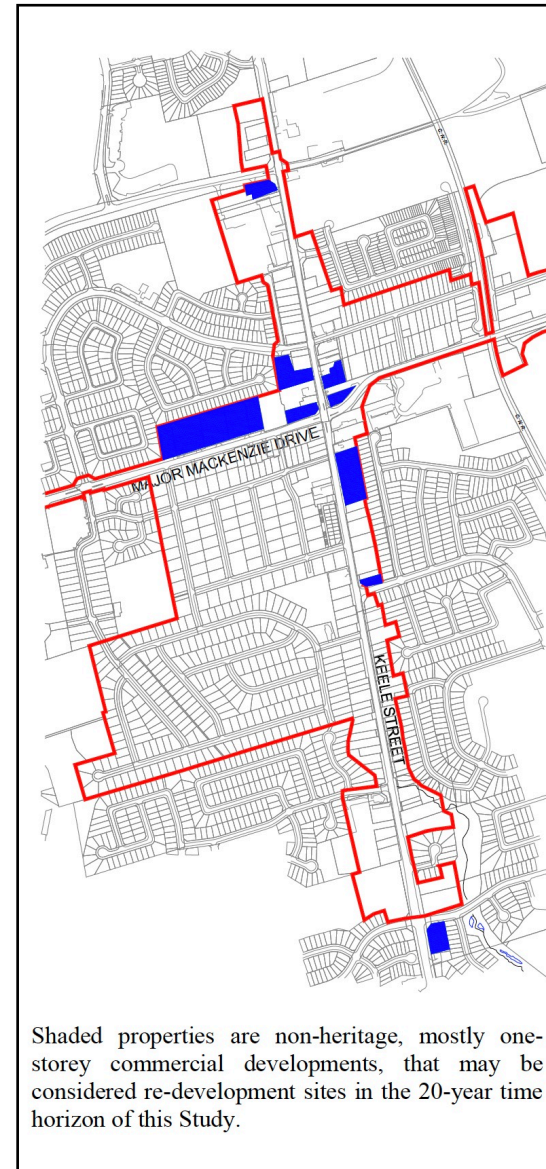 C.N.R.
MAJOR MACKENZIE DRIVE
C.N.R.
KEELE STREET
Shaded properties are non-heritage, mostly one-
storey commercial developments, that may be
considered re-development sites in the 20-year time
horizon of this Study.